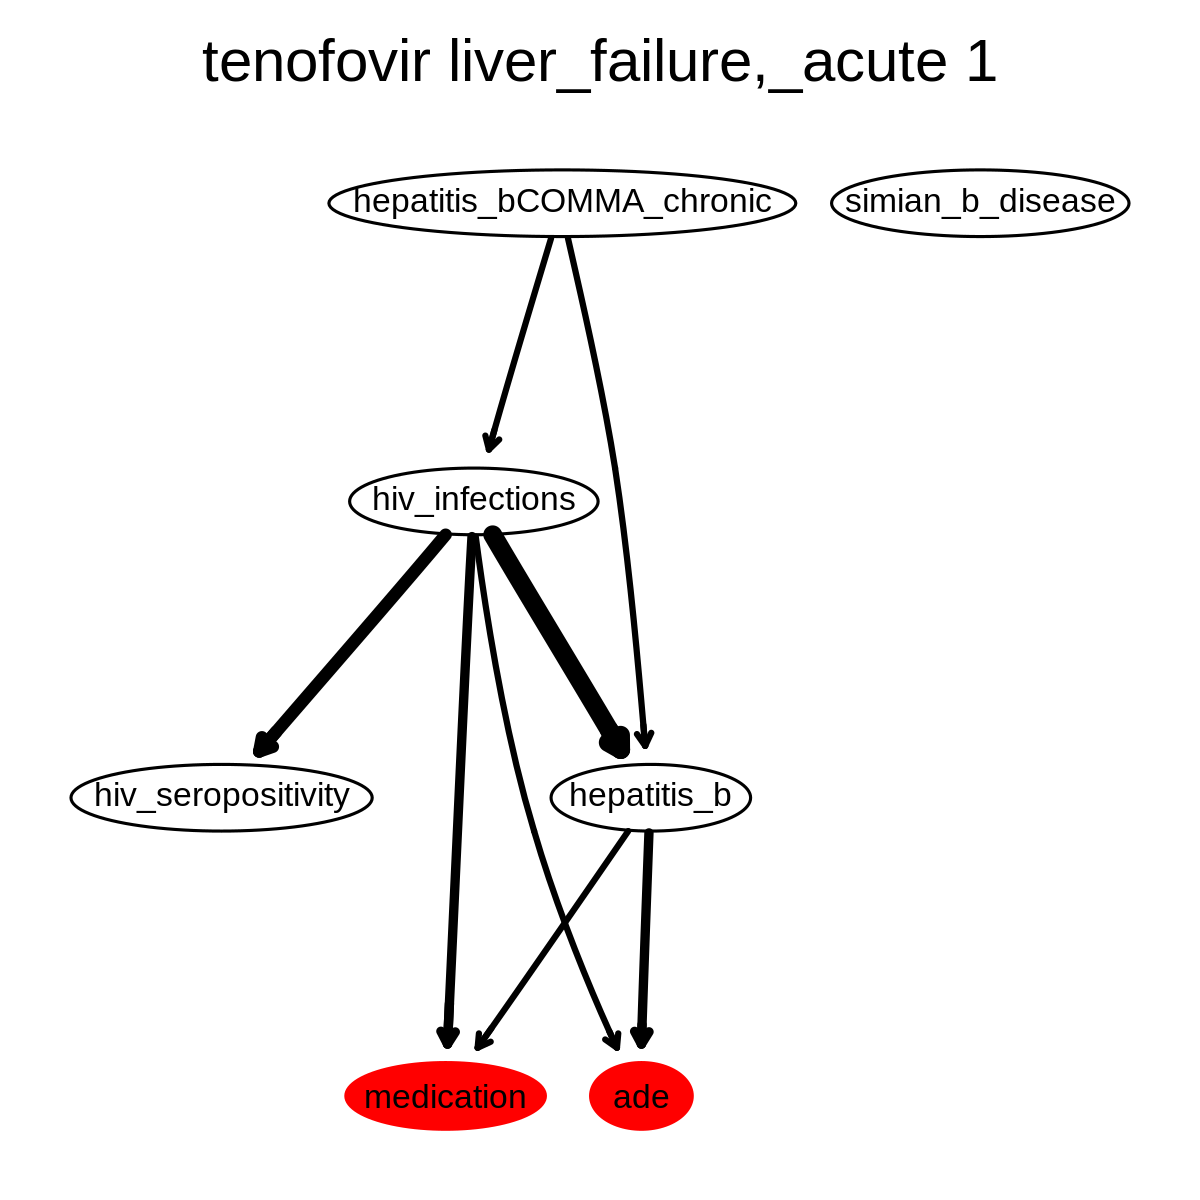 tenofovir liver_failure,_acute 1
hepatitis_bCOMMA_chronic
simian_b_disease
hiv_infections
hiv_seropositivity
hepatitis_b
medication
ade